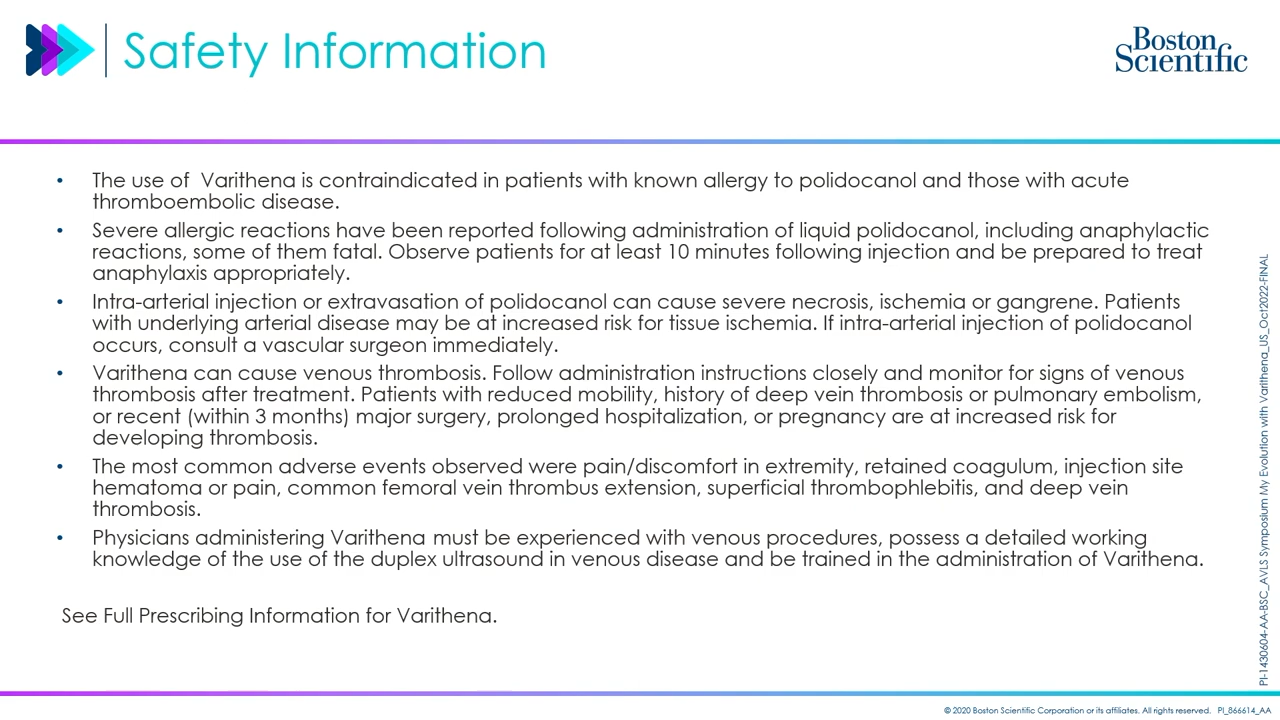 Safety Information
Boston
Scientific
• The use of  Varithena is contraindicated in patients with known allergy to polidocanol and those with acute
thromboembolic disease.
• Severe allergic reactions have been reported following administration of liquid polidocanol, including anaphylactic
reactions, some of them fatal. Observe patients for at least 10 minutes following injection and be prepared to treat
anaphylaxis appropriately.
• Intra-arterial injection or extravasation of polidocanol can cause severe necrosis, ischemia or gangrene. Patients
with underlying arterial disease may be at increased risk for tissue ischemia. If intra-arterial injection of polidocanol
occurs, consult a vascular surgeon immediately.
• Varithena can cause venous thrombosis. Follow administration instructions closely and monitor for signs of venous
thrombosis after treatment. Patients with reduced mobility, history of deep vein thrombosis or pulmonary embolism,
or recent (within 3 months) major surgery, prolonged hospitalization, or pregnancy are at increased risk for
developing thrombosis.
• The most common adverse events observed were pain/discomfort in extremity, retained coagulum, injection site
hematoma or pain, common femoral vein thrombus extension, superficial thrombophlebitis, and deep vein
thrombosis.
• Physicians administering Varithena must be experienced with venous procedures, possess a detailed working
knowledge of the use of the duplex ultrasound in venous disease and be trained in the administration of Varithena.
See Full Prescribing Information for Varithena.
PI-1430604-AA-BSC_AVLS Symposium My Evolution with Varithena_US_Oct2022-FINAL
© 2020 Boston Scientific Corporation or its affiliates. All rights reserved.   PI_866614_AA